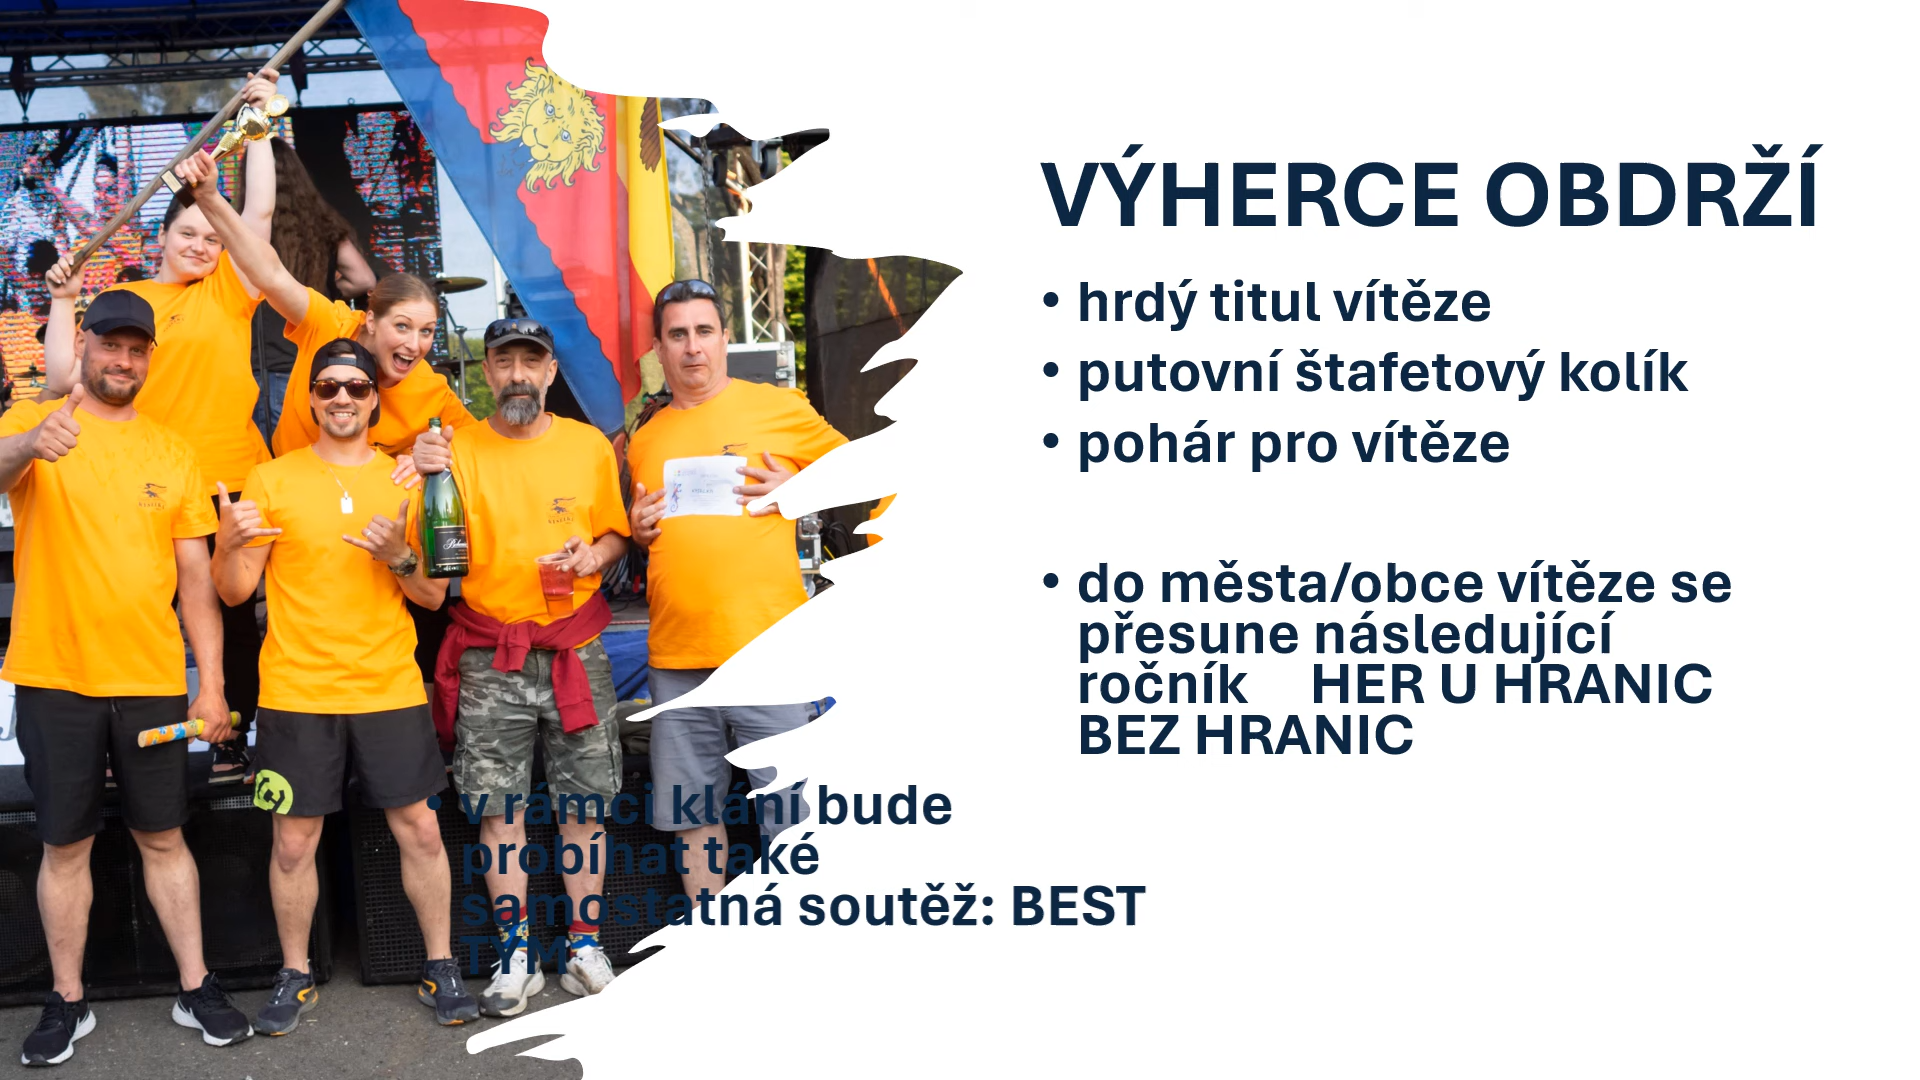 VÝHERCE OBDRŽÍ
• hrdý titul vítěze
• putovní štafetový kolík
• pohár pro vítěze
• do města/obce vítěze se
přesune následující
ročník HER U HRANIC
BEZ HRANIC
• v rámci klání bude
probíhat také
samostatná soutěž: BEST
TÝM